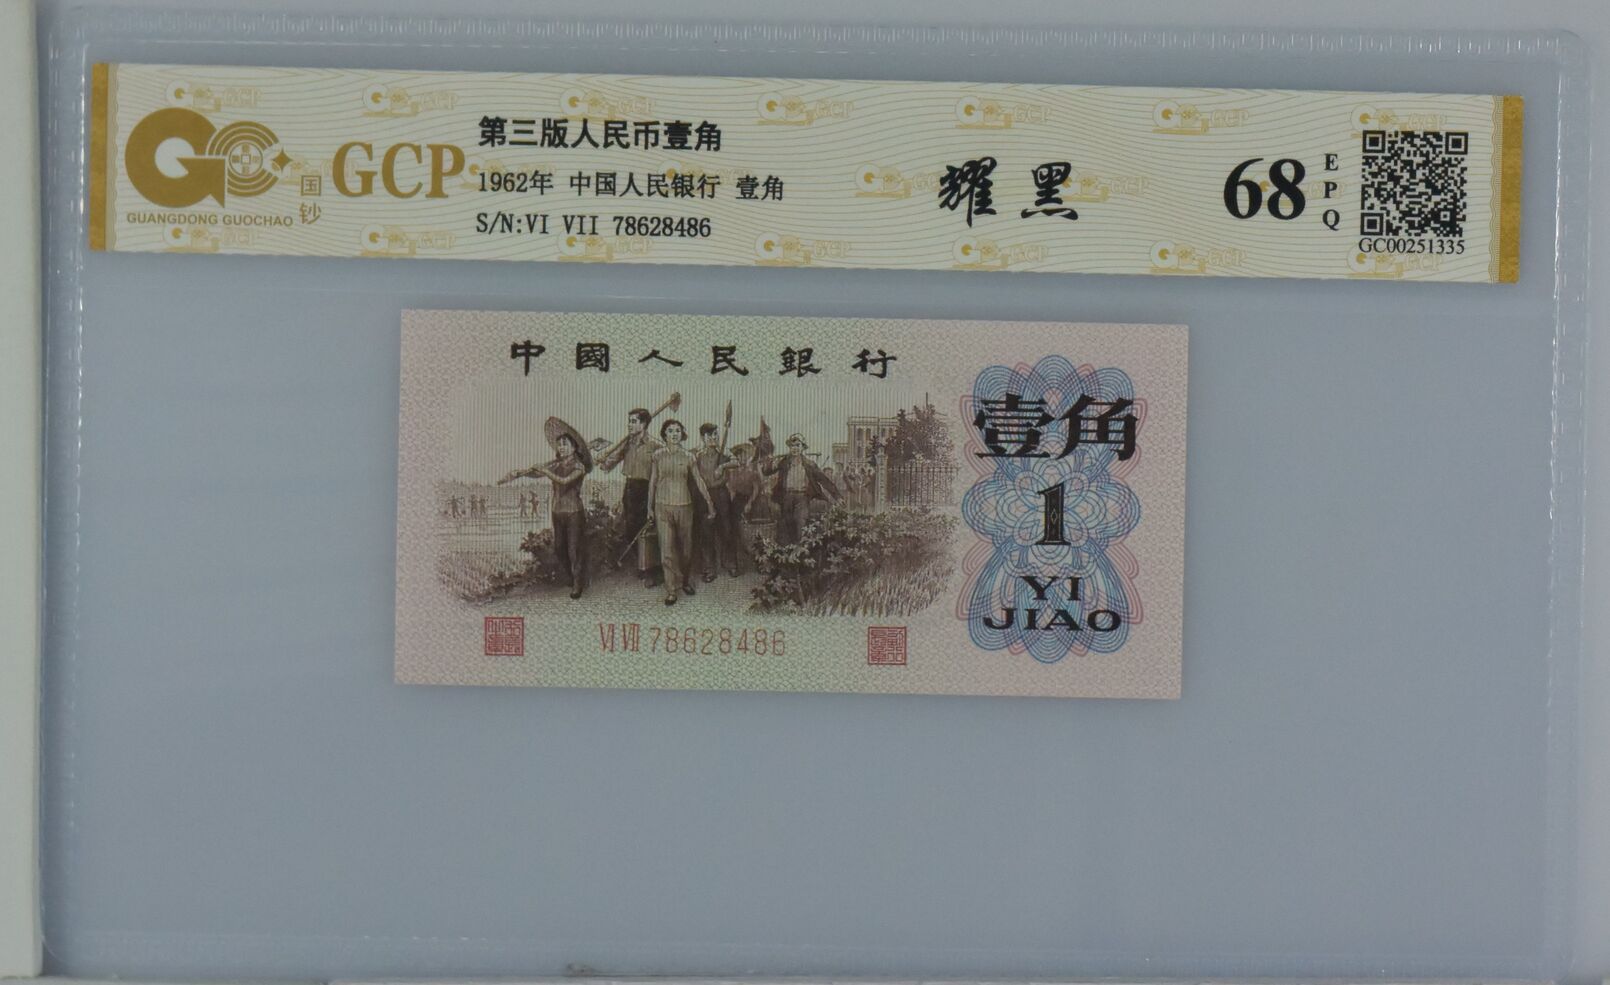 GUANGDONG GUOCHAO
国钞
GCP
第三版人民币壹角
1962年 中国人民银行 壹角
S/N:VI VII 78628486
耀黑
68
EPQ
GC00251335
中國人民銀行
壹角
1
YI
JIAO
VI VII 78628486